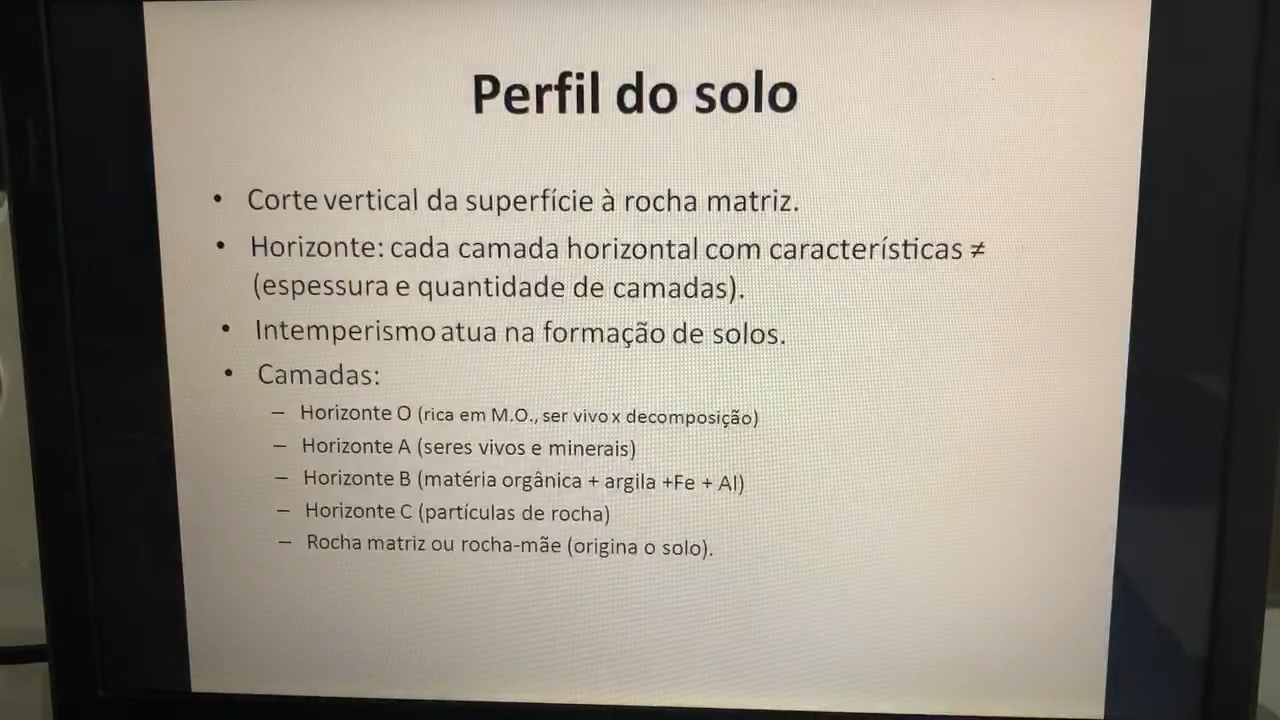 Perfil do solo
• Corte vertical da superfície à rocha matriz.
• Horizonte: cada camada horizontal com características ≠
(espessura e quantidade de camadas).
• Intemperismo atua na formação de solos.
• Camadas:
– Horizonte O (rica em M.O., ser vivo x decomposição)
– Horizonte A (seres vivos e minerais)
– Horizonte B (matéria orgânica + argila +Fe + Al)
– Horizonte C (partículas de rocha)
– Rocha matriz ou rocha-mãe (origina o solo).